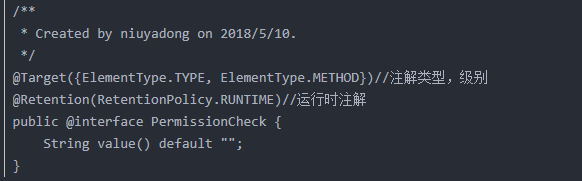 /**
 * Created by niuyadong on 2018/5/10.
 */
@Target({ElementType.TYPE, ElementType.METHOD})//注解类型，级别
@Retention(RetentionPolicy.RUNTIME)//运行时注解
public @interface PermissionCheck {
    String value() default "";
}